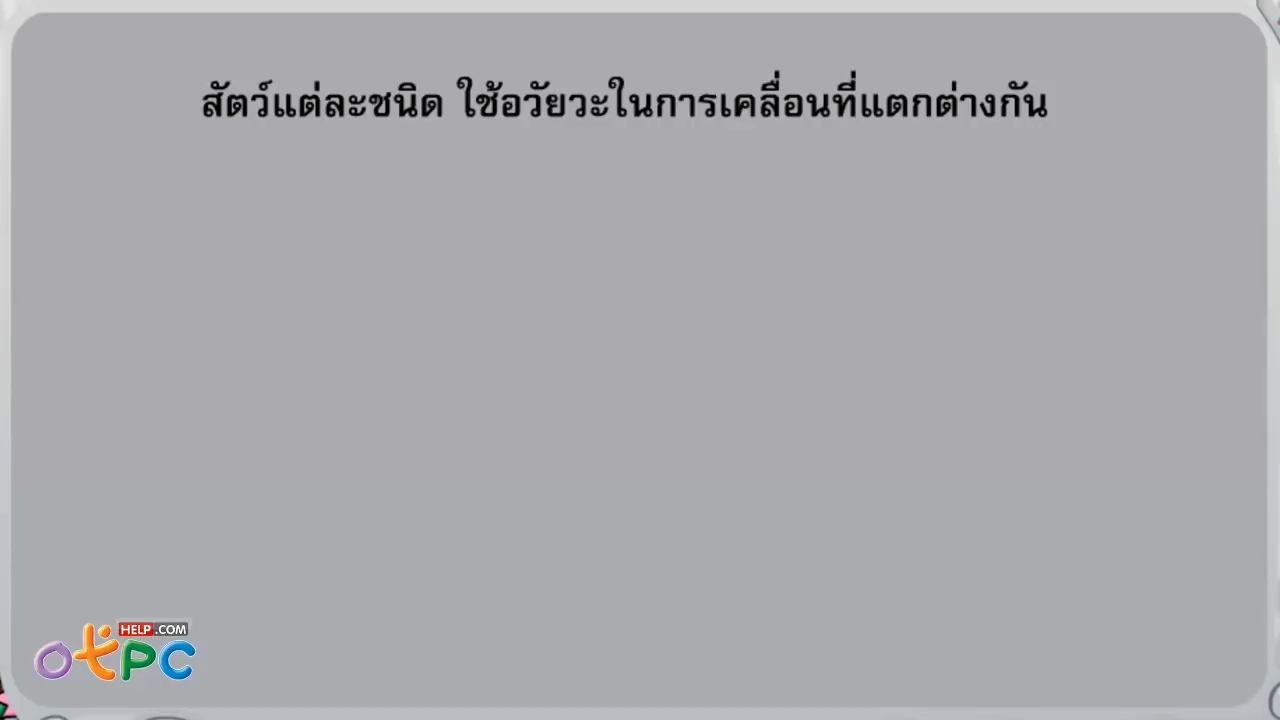 สัตว์แต่ละชนิด ใช้อวัยวะในการเคลื่อนที่แตกต่างกัน
HELP.COM
otPC